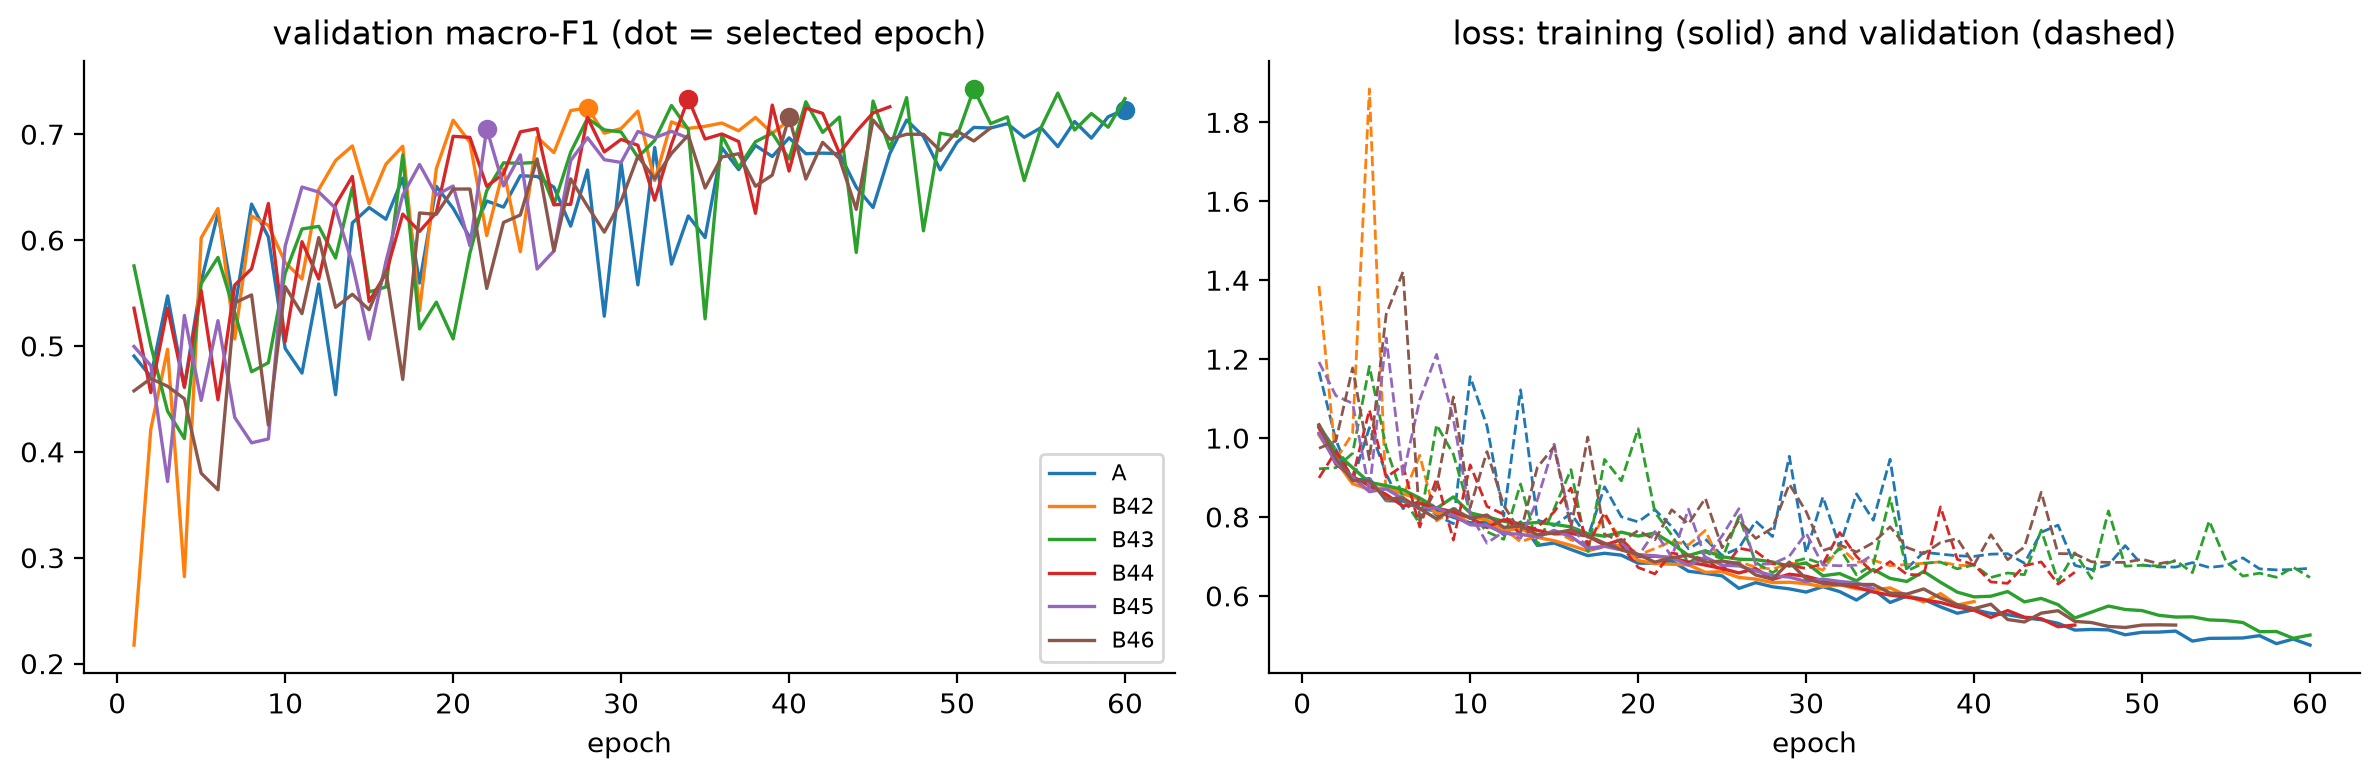 validation macro-F1 (dot = selected epoch)
0.7
0.6
0.5
0.4
0.3
0.2
0
10
20
30
40
50
60
epoch
A
B42
B43
B44
B45
B46
loss: training (solid) and validation (dashed)
1.8
1.6
1.4
1.2
1.0
0.8
0.6
0
10
20
30
40
50
60
epoch